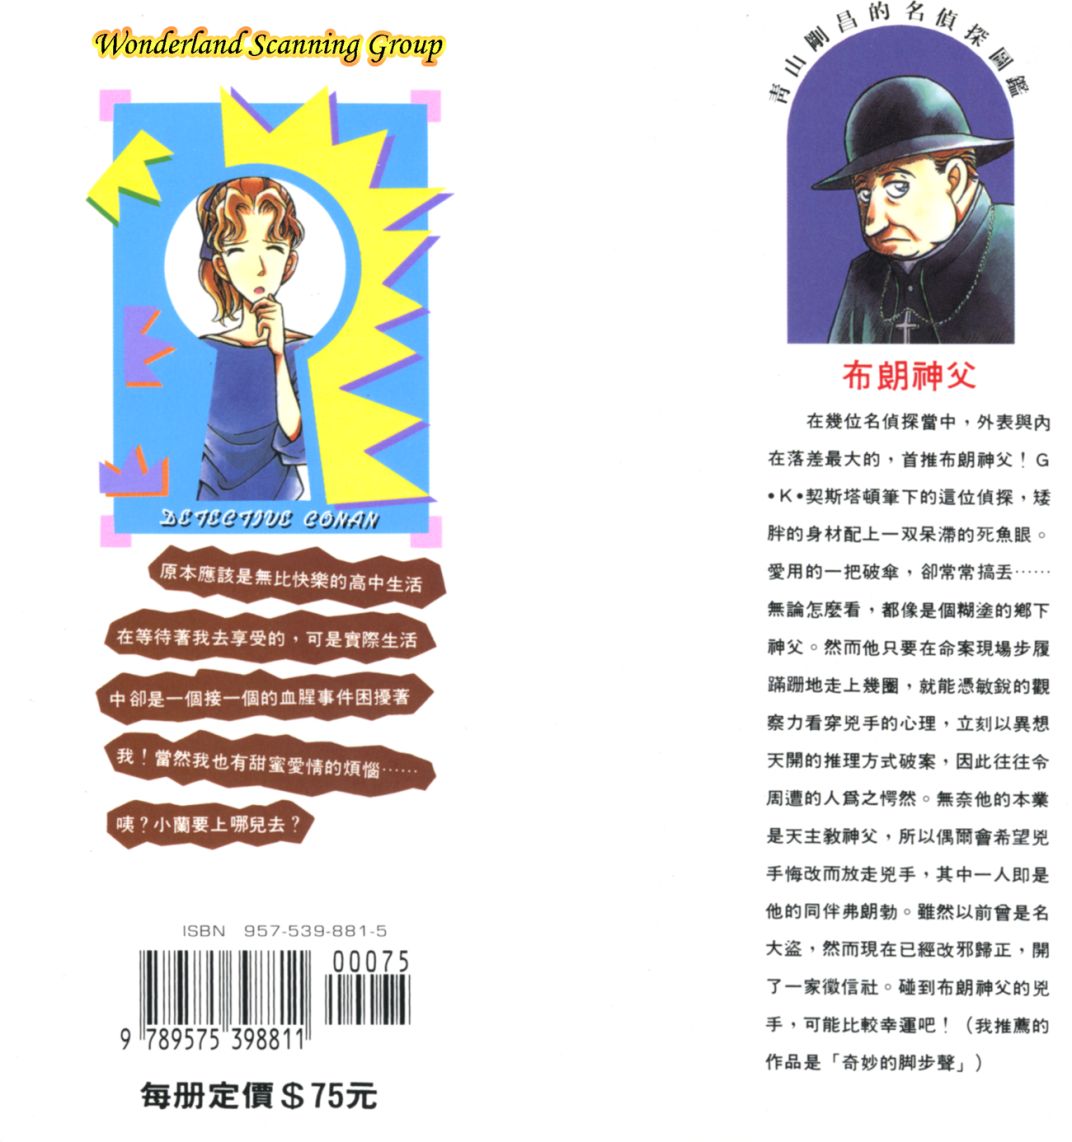 Wonderland Scanning Group
DETECTIVE CONAN
原本應該是無比快樂的高中生活
在等待著我去享受的，可是實際生活
中卻是一個接一個的血腥事件困擾著
我！當然我也有甜蜜愛情的煩惱……
咦？小蘭要上哪兒去？
ISBN 957-539-881-5
00075
9 789575 398811
每册定價＄75元
青山剛昌的名偵探圖鑑
布朗神父
在幾位名偵探當中，外表與內
在落差最大的，首推布朗神父！G
•K•契斯塔頓筆下的這位偵探，矮
胖的身材配上一双呆滯的死魚眼。
愛用的一把破傘，卻常常搞丟……
無論怎麼看，都像是個糊塗的鄉下
神父。然而他只要在命案現場步履
蹣跚地走上幾圈，就能憑敏銳的觀
察力看穿兇手的心理，立刻以異想
天開的推理方式破案，因此往往令
周遭的人爲之愕然。無奈他的本業
是天主敎神父，所以偶爾會希望兇
手悔改而放走兇手，其中一人即是
他的同伴弗朗勃。雖然以前曾是名
大盜，然而現在已經改邪歸正，開
了一家徵信社。碰到布朗神父的兇
手，可能比較幸運吧！（我推薦的
作品是「奇妙的脚步聲」）